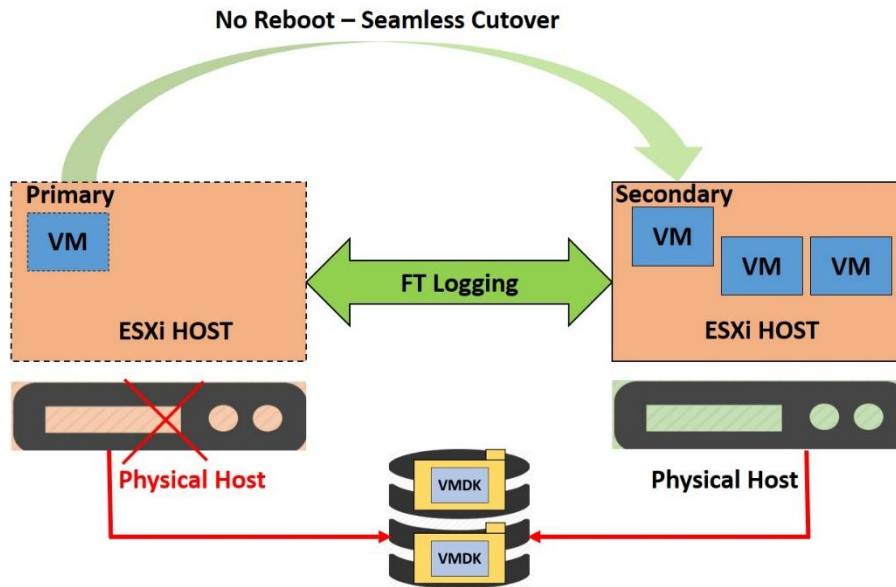 No Reboot – Seamless Cutover
Primary
VM
ESXi HOST
FT Logging
Secondary
VM
VM
VM
ESXi HOST
Physical Host
VMDK
VMDK
Physical Host